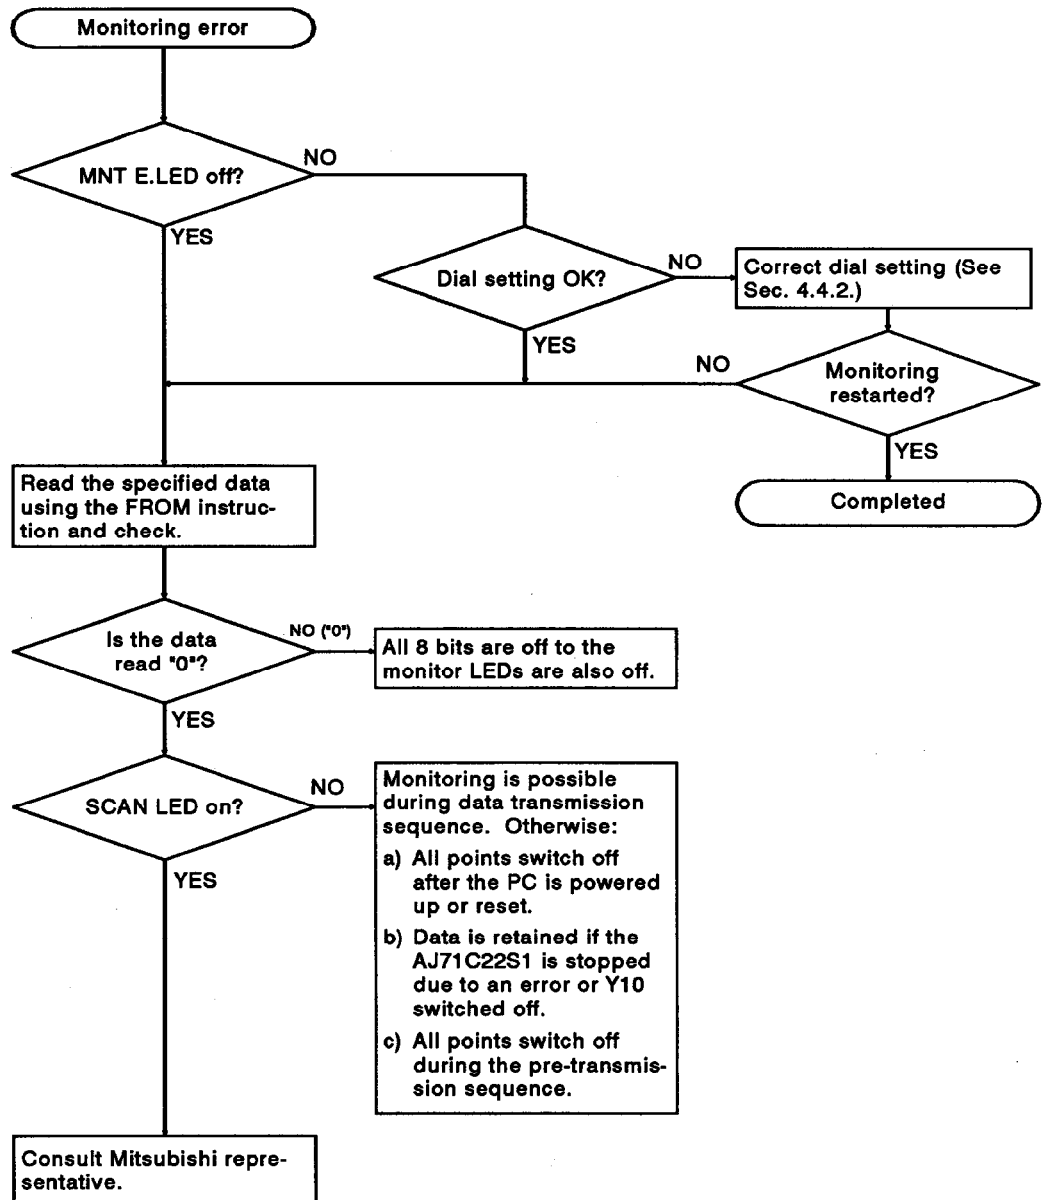 Monitoring error
MNT E.LED off?
NO
YES
Dial setting OK?
NO
Correct dial setting (See
Sec. 4.4.2.)
YES
NO
Monitoring
restarted?
YES
Completed
Read the specified data
using the FROM instruc-
tion and check.
Is the data
read "0"?
NO ("0")
All 8 bits are off to the
monitor LEDs are also off.
YES
SCAN LED on?
NO
Monitoring is possible
during data transmission
sequence. Otherwise:
a) All points switch off
after the PC is powered
up or reset.
b) Data is retained if the
AJ71C22S1 is stopped
due to an error or Y10
switched off.
c) All points switch off
during the pre-transmis-
sion sequence.
YES
Consult Mitsubishi repre-
sentative.